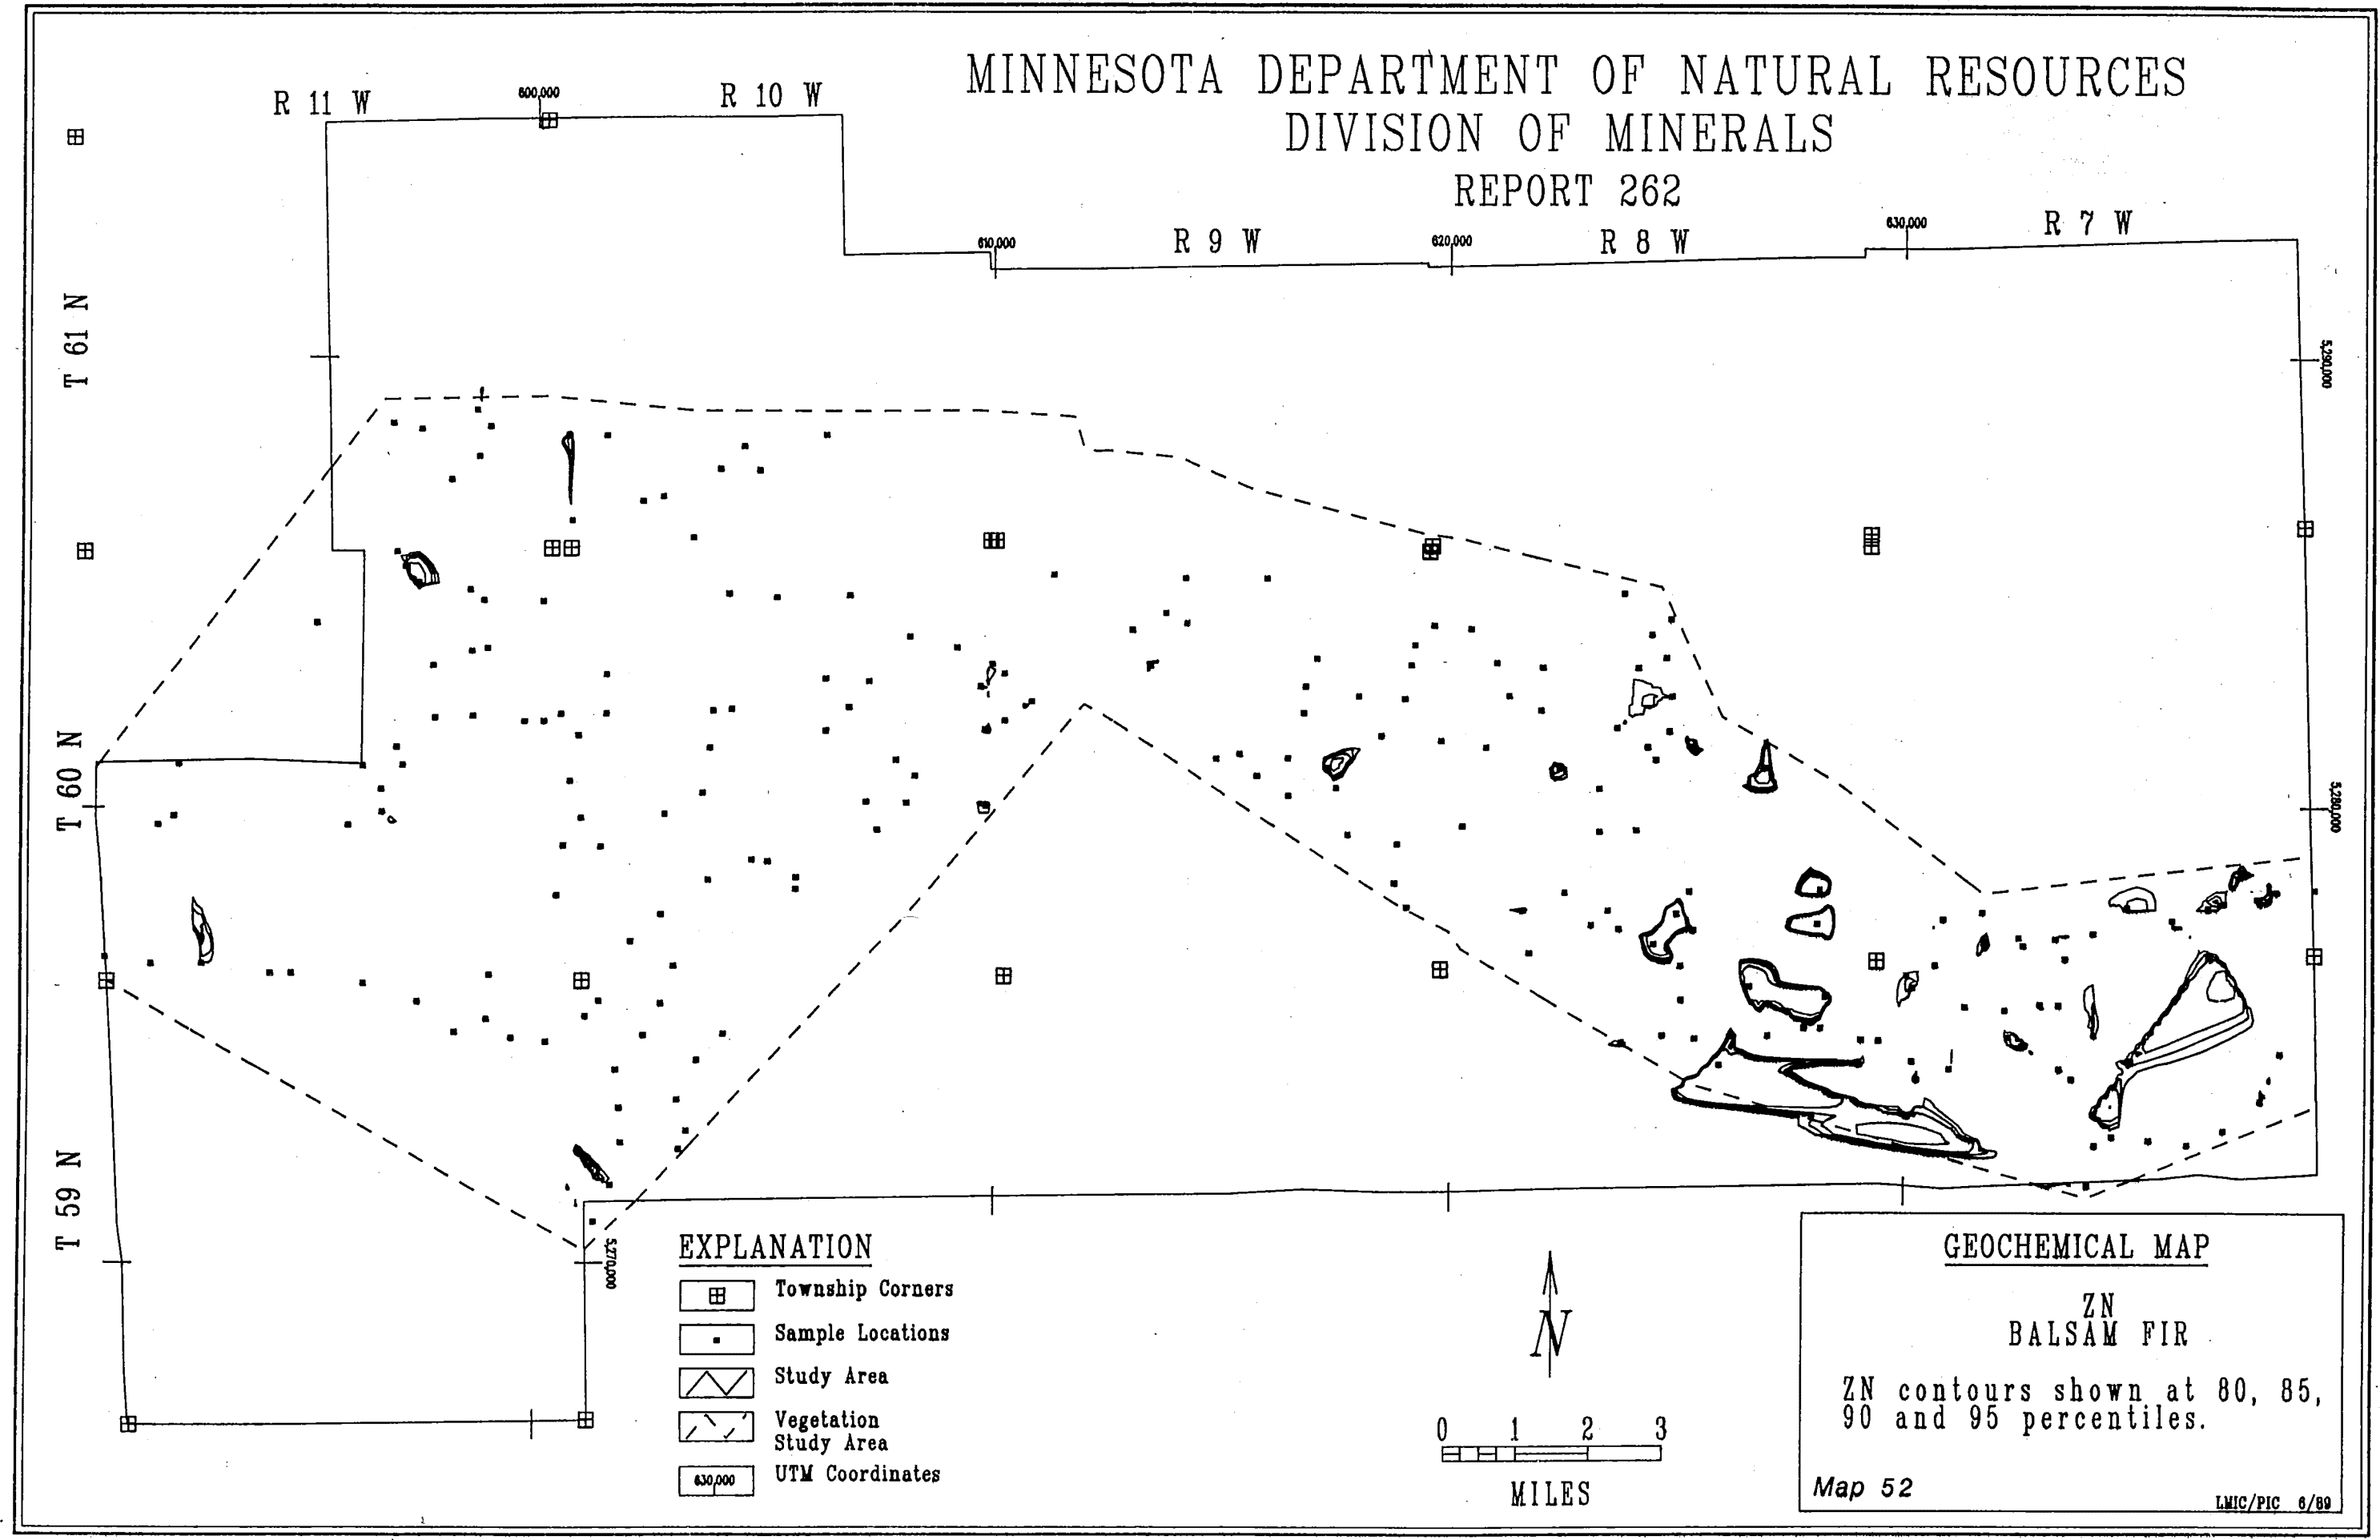 MINNESOTA DEPARTMENT OF NATURAL RESOURCES
DIVISION OF MINERALS
REPORT 262
R 11 W
600,000
R 10 W
610,000
R 9 W
620,000
R 8 W
630,000
R 7 W
T 61 N
5,290,000
T 60 N
5,280,000
T 59 N
5,270,000
EXPLANATION
Township Corners
Sample Locations
Study Area
Vegetation
Study Area
630,000
UTM Coordinates
N
0 1 2 3
MILES
GEOCHEMICAL MAP
ZN
BALSAM FIR
ZN contours shown at 80, 85,
90 and 95 percentiles.
Map 52
LMIC/PIC 6/89